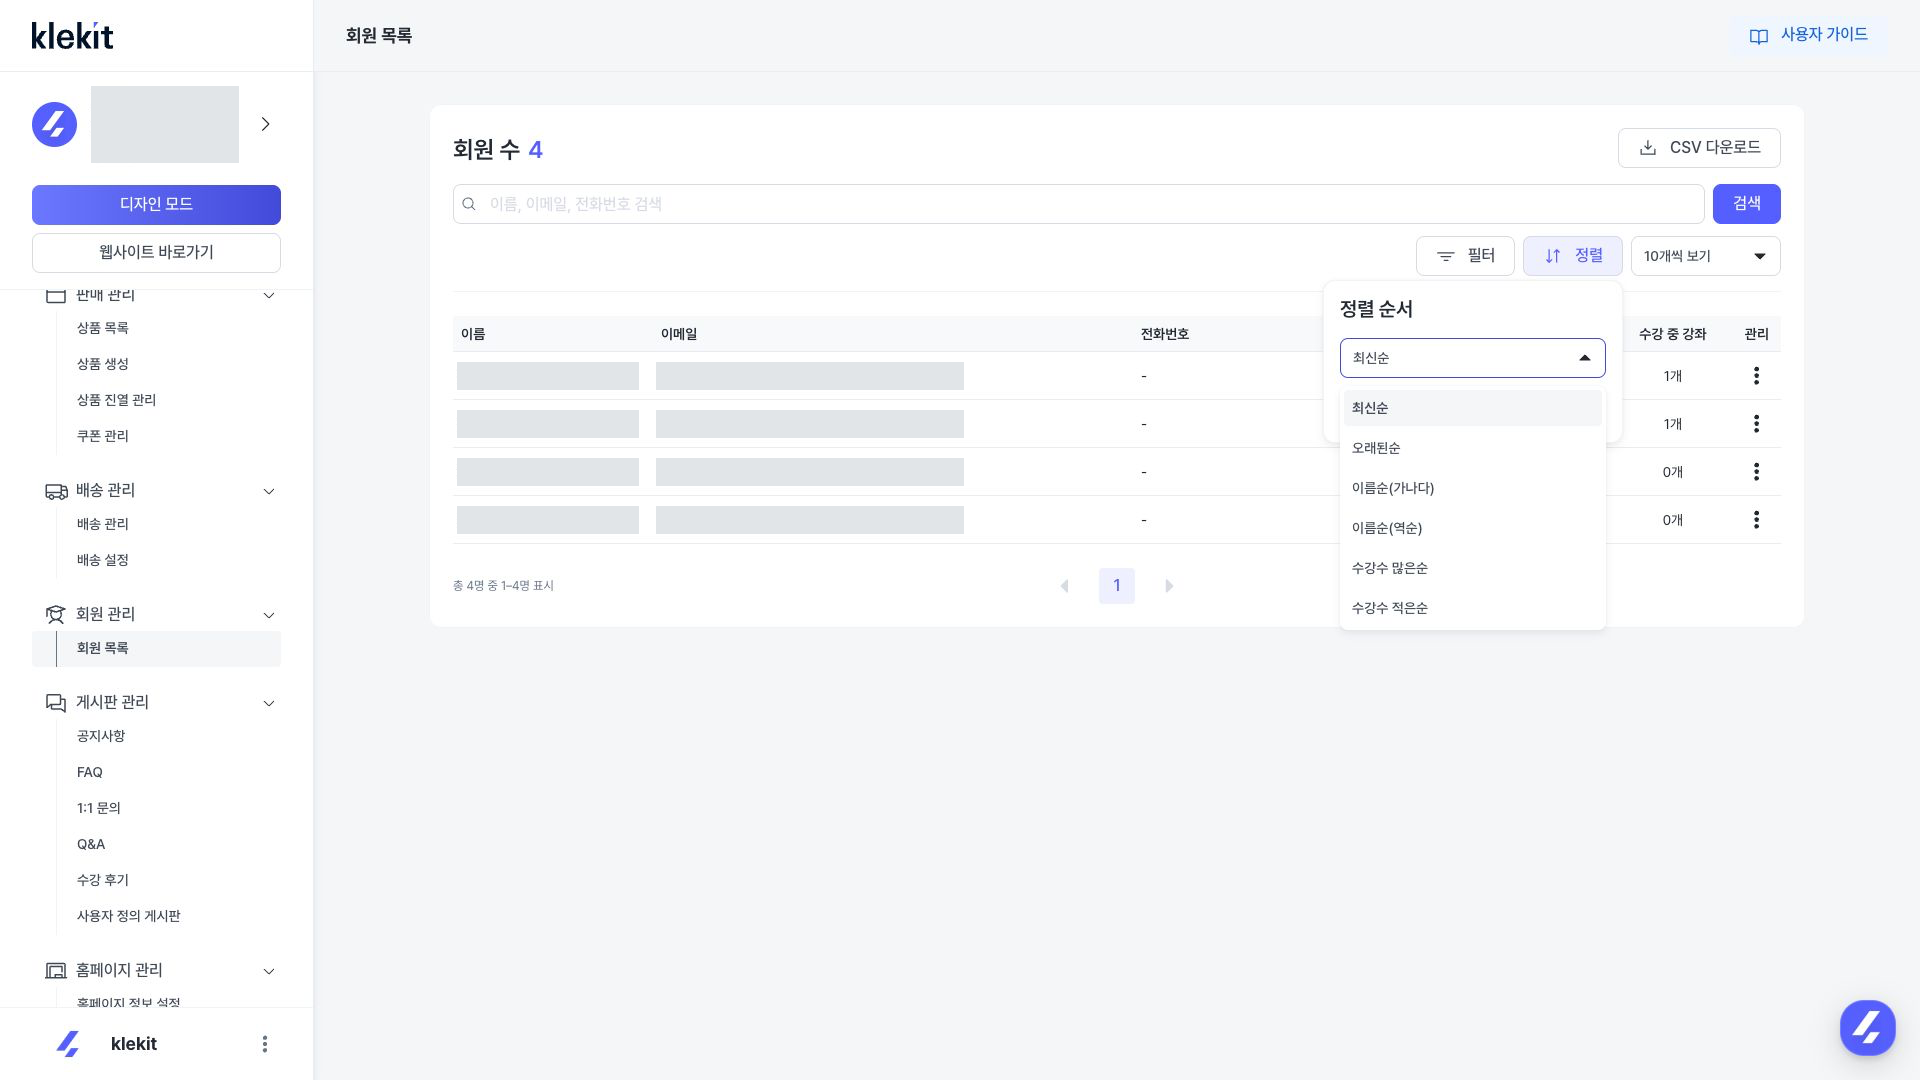 klekit
디자인 모드
웹사이트 바로가기
판매 관리
상품 목록
상품 생성
상품 진열 관리
쿠폰 관리
배송 관리
배송 관리
배송 설정
회원 관리
회원 목록
게시판 관리
공지사항
FAQ
1:1 문의
Q&A
수강 후기
사용자 정의 게시판
홈페이지 관리
홈페이지 정보 설정
klekit
회원 목록
사용자 가이드
회원 수 4
CSV 다운로드
이름, 이메일, 전화번호 검색
검색
필터
정렬
10개씩 보기
이름 이메일 전화번호 수강 중 강좌 관리
- 1개
- 1개
- 0개
- 0개
총 4명 중 1–4명 표시
1
정렬 순서
최신순
최신순
오래된순
이름순(가나다)
이름순(역순)
수강수 많은순
수강수 적은순